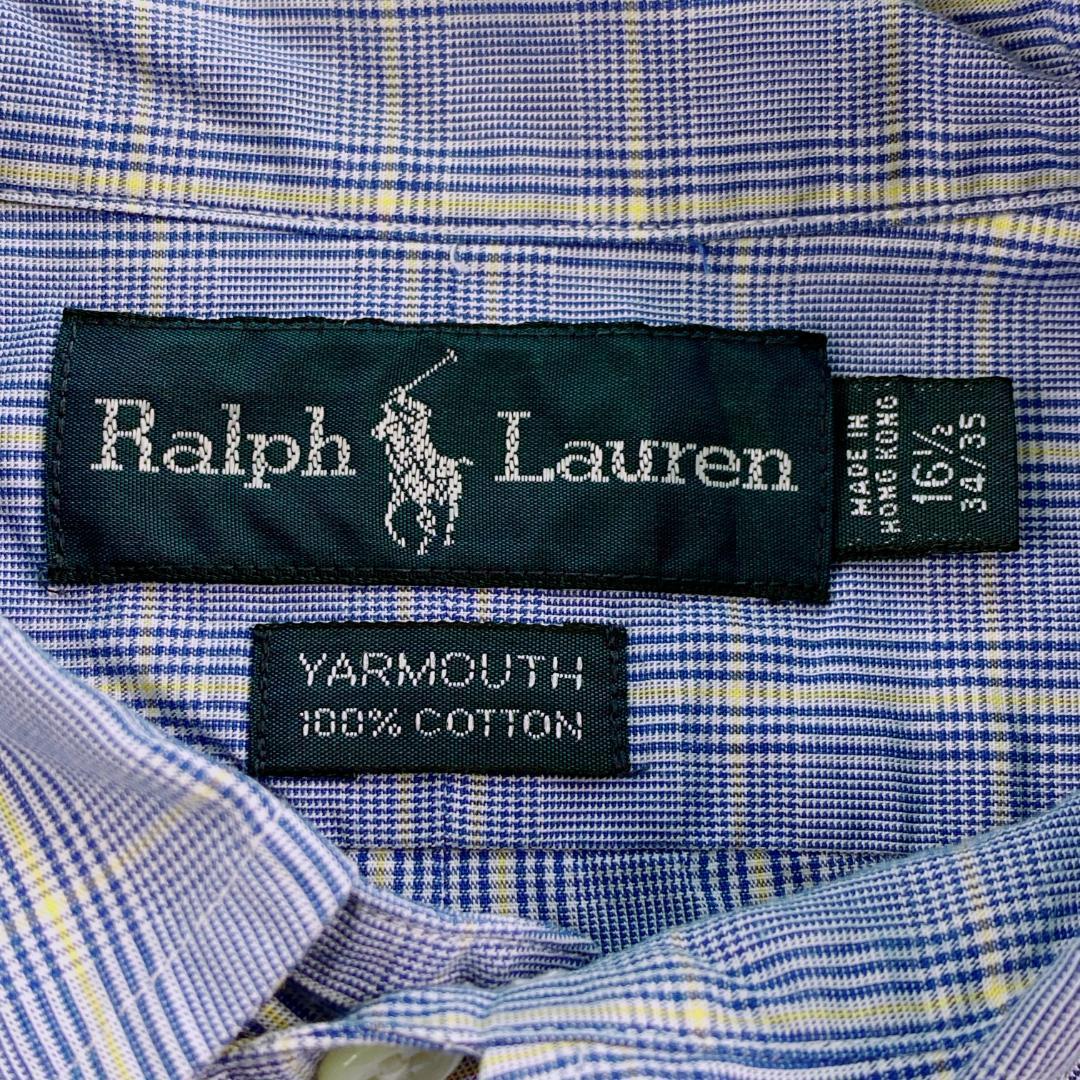 Ralph Lauren
MADE IN
HONG KONG
16½
34/35
YARMOUTH
100% COTTON